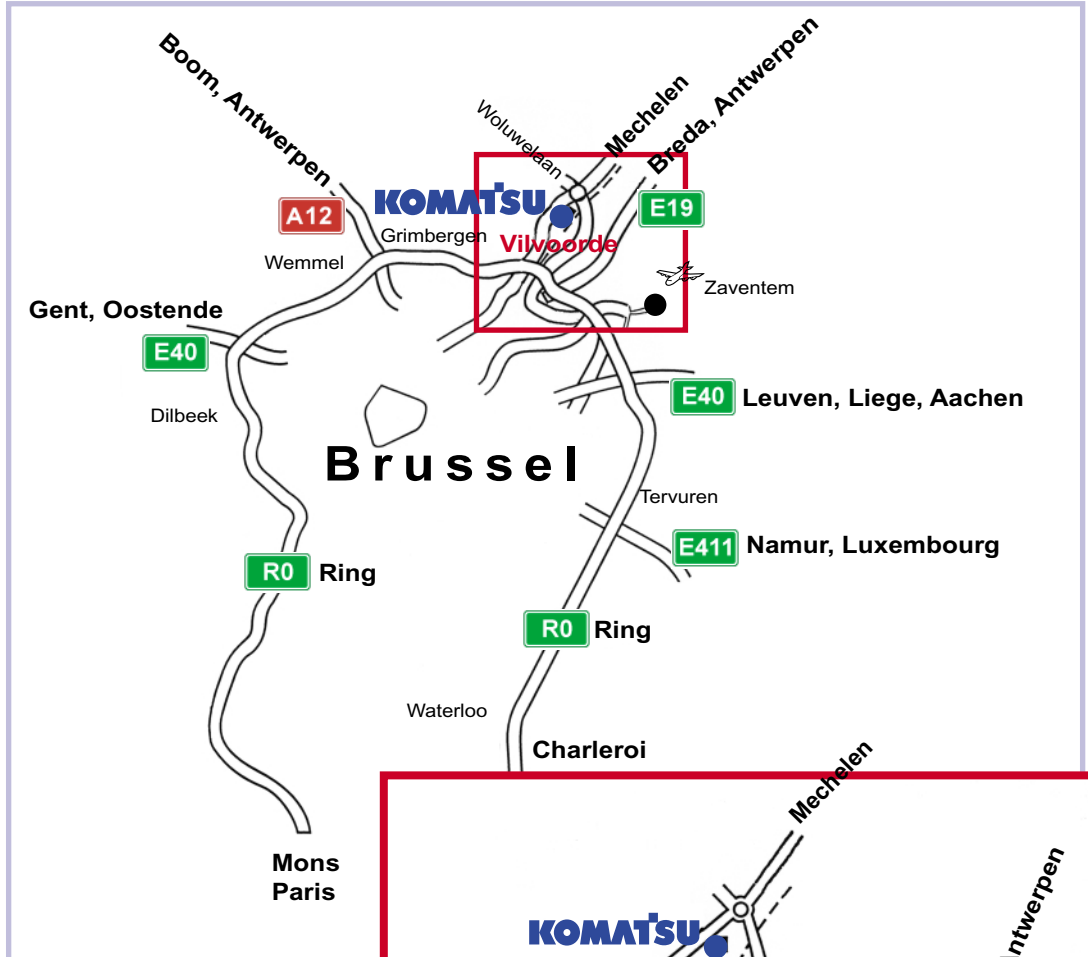 Boom, Antwerpen
Woluwelaan
Mechelen
Breda, Antwerpen
A12
KOMATSU
E19
Grimbergen
Vilvoorde
Wemmel
Zaventem
Gent, Oostende
E40
E40
Leuven, Liege, Aachen
Dilbeek
Brussel
Tervuren
E411
Namur, Luxembourg
R0
Ring
R0
Ring
Waterloo
Charleroi
Mons
Paris
Mechelen
KOMATSU
ntwerpen